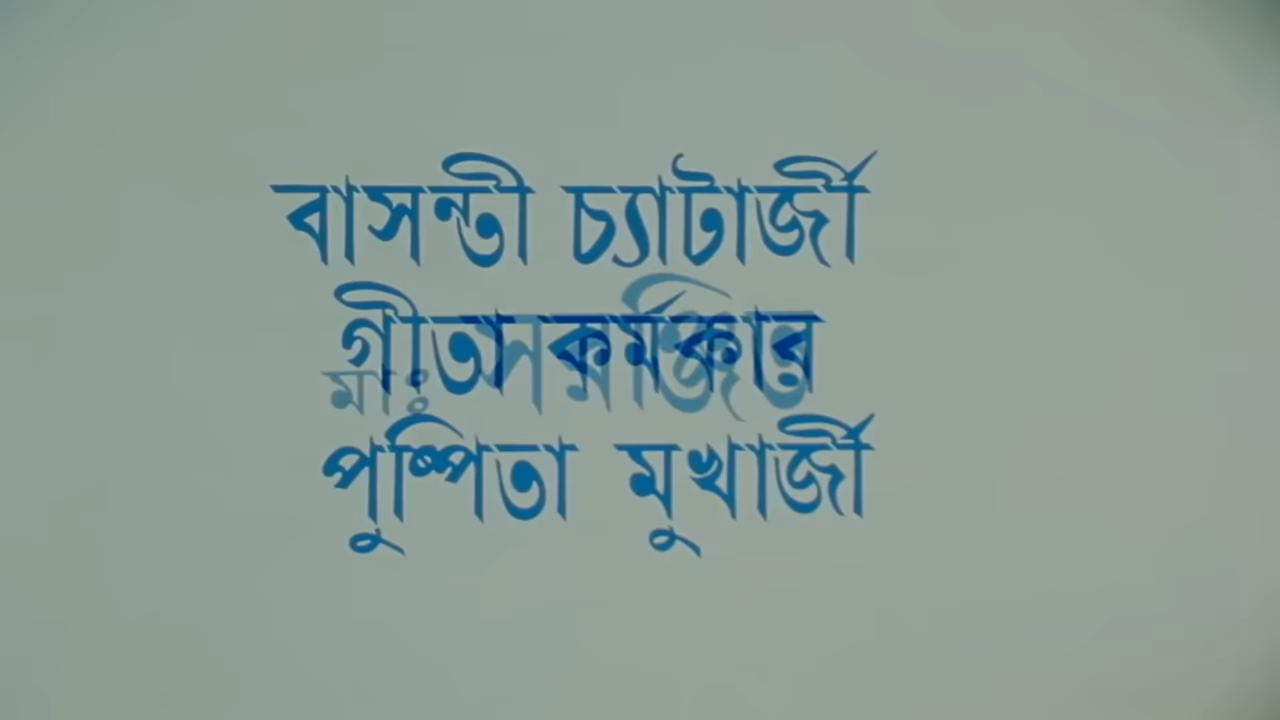 বাসন্তী চ্যাটার্জী
গীতা কর্মকার
মাঃ
পুষ্পিতা মুখার্জী